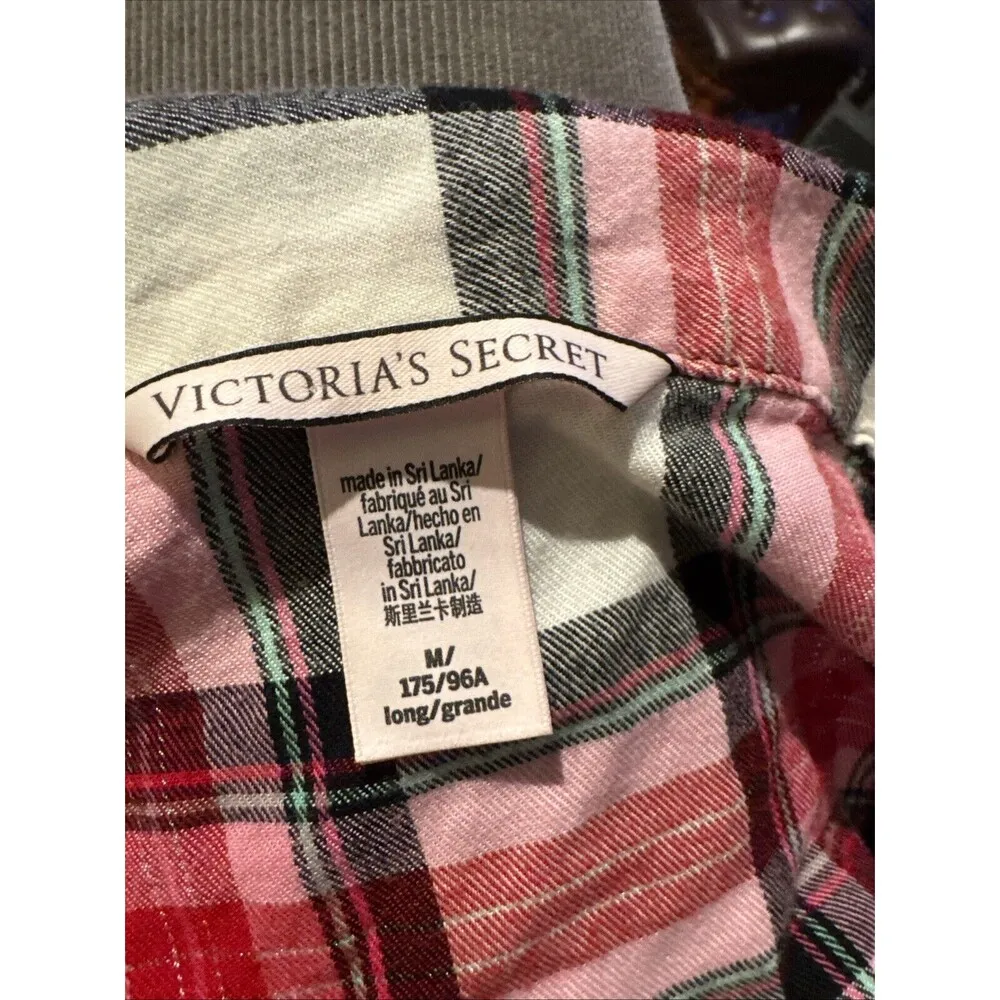 VICTORIA'S SECRET
made in Sri Lanka/
fabriqué au Sri
Lanka/hecho en
Sri Lanka/
fabbricato
in Sri Lanka/
斯里兰卡制造
M/
175/96A
long/grande